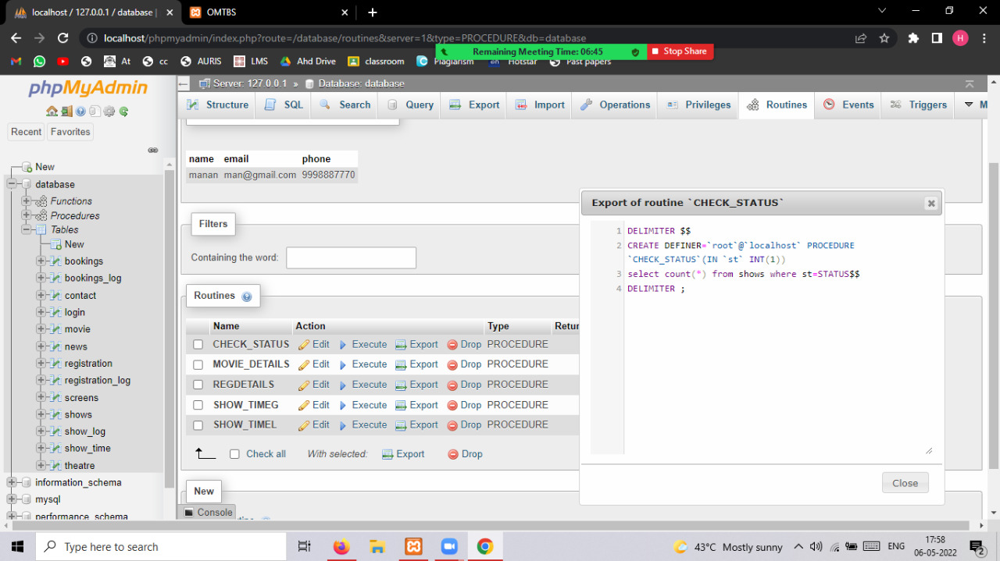 localhost / 127.0.0.1 / database |
OMTBS
localhost/phpmyadmin/index.php?route=/database/routines&server=1&type=PROCEDURE&db=database
H
Remaining Meeting Time: 06:45
Stop Share
At
cc
AURIS
LMS
Ahd Drive
classroom
Plagiarism
Hotstar
Past papers
phpMyAdmin
Server: 127.0.0.1 » Database: database
Structure
SQL
Search
Query
Export
Import
Operations
Privileges
Routines
Events
Triggers
M
Recent
Favorites
New
database
Functions
Procedures
Tables
New
bookings
bookings_log
contact
login
movie
news
registration
registration_log
screens
shows
show_log
show_time
theatre
information_schema
mysql
performance_schema
name email phone
manan man@gmail.com 9998887770
Filters
Containing the word:
Routines
Name Action Type Retur
CHECK_STATUS Edit Execute Export Drop PROCEDURE
MOVIE_DETAILS Edit Execute Export Drop PROCEDURE
REGDETAILS Edit Execute Export Drop PROCEDURE
SHOW_TIMEG Edit Execute Export Drop PROCEDURE
SHOW_TIMEL Edit Execute Export Drop PROCEDURE
Check all With selected: Export Drop
New
Console
Export of routine `CHECK_STATUS`
1 DELIMITER $$
2 CREATE DEFINER=`root`@`localhost` PROCEDURE
`CHECK_STATUS`(IN `st` INT(1))
3 select count(*) from shows where st=STATUS$$
4 DELIMITER ;
Close
Type here to search
43°C Mostly sunny
ENG
17:58
06-05-2022
2